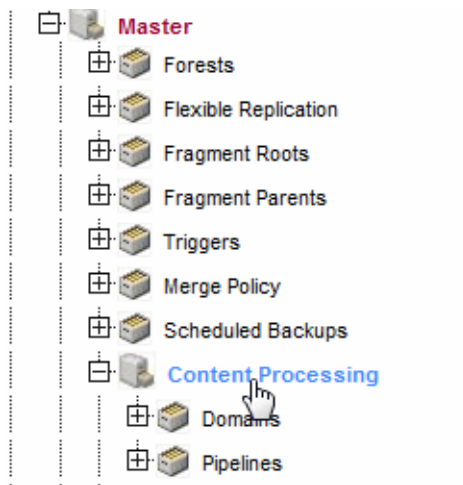 Master
Forests
Flexible Replication
Fragment Roots
Fragment Parents
Triggers
Merge Policy
Scheduled Backups
Content Processing
Domains
Pipelines